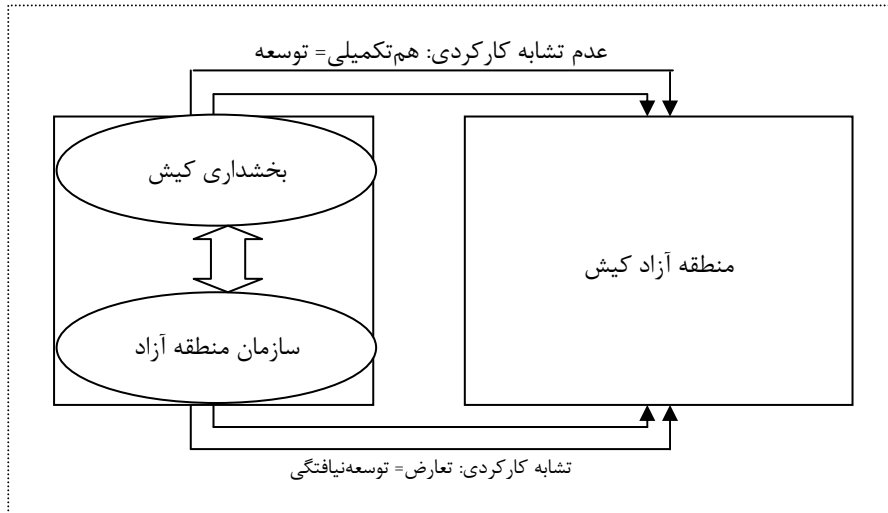 عدم تشابه کارکردی: هم‌تکمیلی= توسعه
بخشداری کیش
منطقه آزاد کیش
سازمان منطقه آزاد
تشابه کارکردی: تعارض= توسعه‌نیافتگی